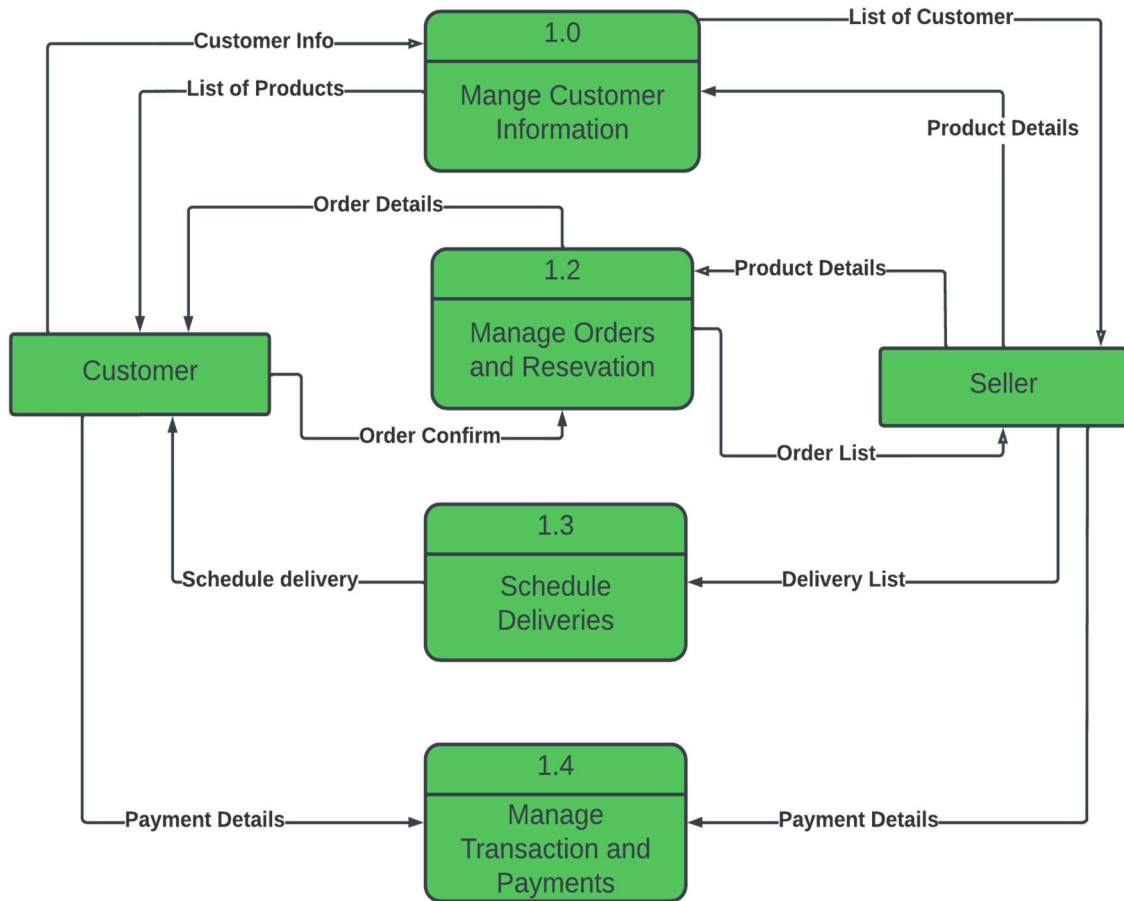 List of Customer
1.0
Customer Info
List of Products
Mange Customer
Information
Product Details
Order Details
1.2
Product Details
Manage Orders
and Resevation
Customer
Seller
Order Confirm
Order List
1.3
Schedule delivery
Schedule
Deliveries
Delivery List
1.4
Payment Details
Manage
Transaction and
Payments
Payment Details